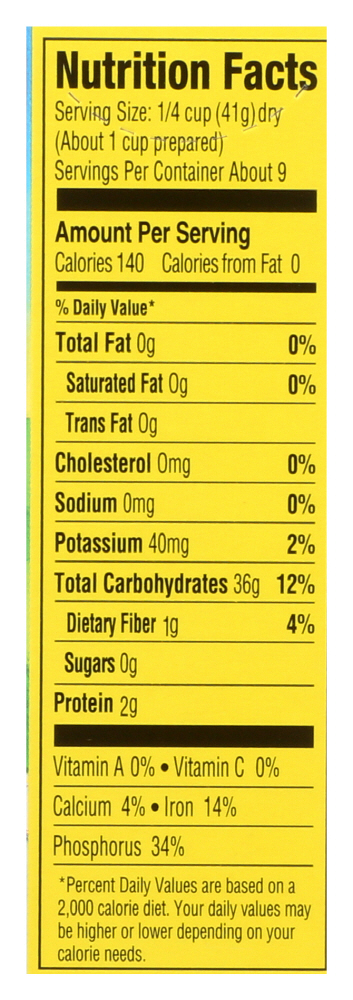 Nutrition Facts
Serving Size: 1/4 cup (41g) dry
(About 1 cup prepared)
Servings Per Container About 9
Amount Per Serving
Calories 140 Calories from Fat 0
% Daily Value*
Total Fat 0g 0%
Saturated Fat 0g 0%
Trans Fat 0g
Cholesterol 0mg 0%
Sodium 0mg 0%
Potassium 40mg 2%
Total Carbohydrates 36g 12%
Dietary Fiber 1g 4%
Sugars 0g
Protein 2g
Vitamin A 0% • Vitamin C 0%
Calcium 4% • Iron 14%
Phosphorus 34%
*Percent Daily Values are based on a
2,000 calorie diet. Your daily values may
be higher or lower depending on your
calorie needs.